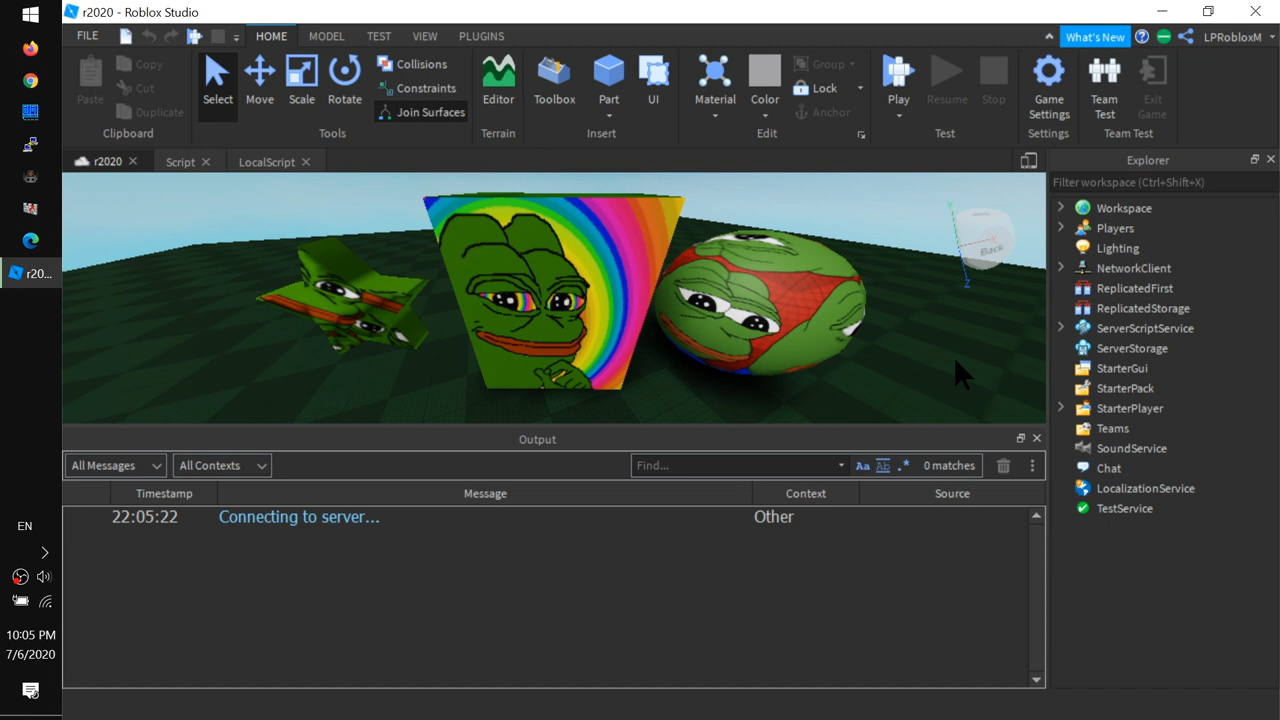 r2020 - Roblox Studio
FILE HOME MODEL TEST VIEW PLUGINS What's New LPRobloxM
Paste Copy Cut Duplicate
Clipboard
Select Move Scale Rotate Collisions Constraints Join Surfaces
Tools
Editor
Terrain
Toolbox Part UI
Insert
Material Color Group Lock Anchor
Edit
Play Resume Stop
Test
Game Settings
Settings
Team Test Exit Game
Team Test
r2020 Script LocalScript
Explorer
Filter workspace (Ctrl+Shift+X)
Workspace
Players
Lighting
NetworkClient
ReplicatedFirst
ReplicatedStorage
ServerScriptService
ServerStorage
StarterGui
StarterPack
StarterPlayer
Teams
SoundService
Chat
LocalizationService
TestService
Y
X
Back
Z
Output
All Messages All Contexts Find... Aa Ab .* 0 matches
Timestamp Message Context Source
22:05:22 Connecting to server... Other
r20...
EN
10:05 PM
7/6/2020